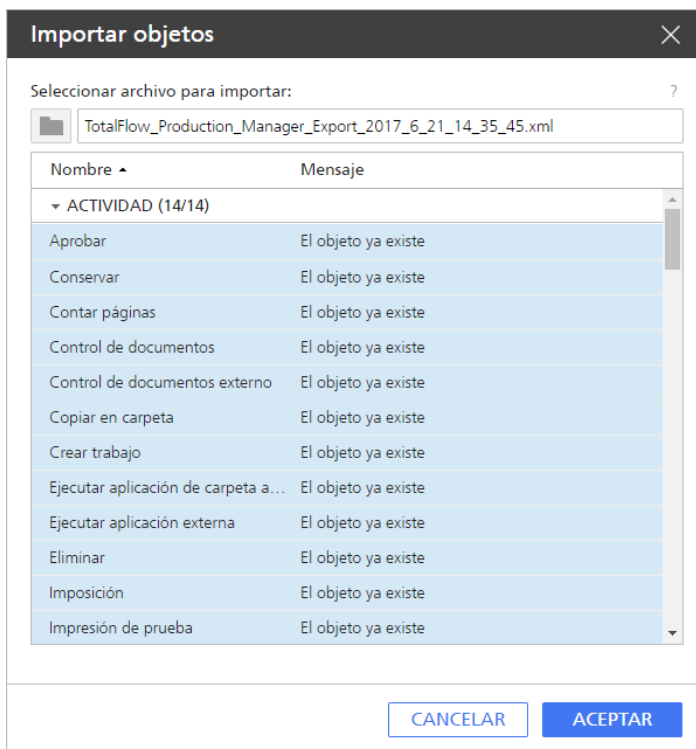 Importar objetos
Seleccionar archivo para importar: ?
TotalFlow_Production_Manager_Export_2017_6_21_14_35_45.xml
Nombre Mensaje
ACTIVIDAD (14/14)
Aprobar El objeto ya existe
Conservar El objeto ya existe
Contar páginas El objeto ya existe
Control de documentos El objeto ya existe
Control de documentos externo El objeto ya existe
Copiar en carpeta El objeto ya existe
Crear trabajo El objeto ya existe
Ejecutar aplicación de carpeta a... El objeto ya existe
Ejecutar aplicación externa El objeto ya existe
Eliminar El objeto ya existe
Imposición El objeto ya existe
Impresión de prueba El objeto ya existe
CANCELAR ACEPTAR